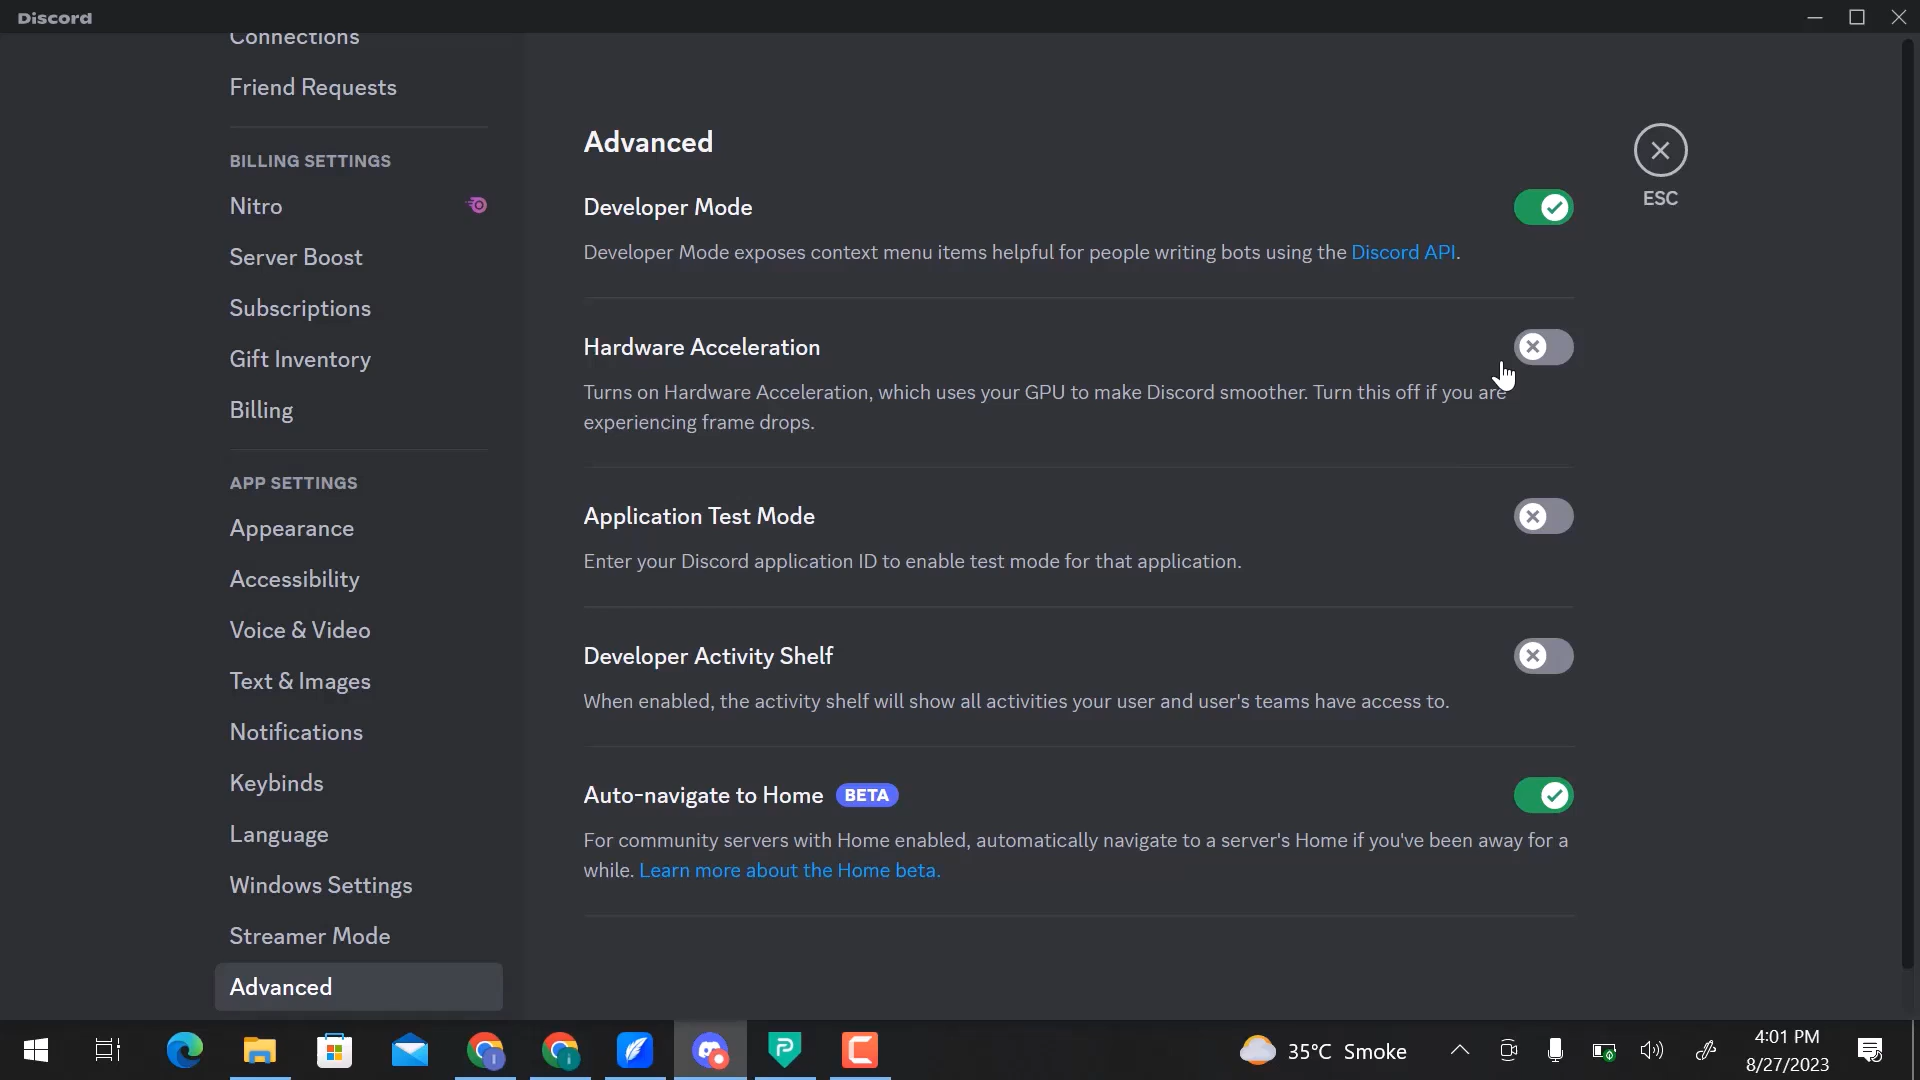 Discord
Connections
Friend Requests
BILLING SETTINGS
Nitro
Server Boost
Subscriptions
Gift Inventory
Billing
APP SETTINGS
Appearance
Accessibility
Voice & Video
Text & Images
Notifications
Keybinds
Language
Windows Settings
Streamer Mode
Advanced
Advanced
ESC
Developer Mode
Developer Mode exposes context menu items helpful for people writing bots using the Discord API.
Hardware Acceleration
Turns on Hardware Acceleration, which uses your GPU to make Discord smoother. Turn this off if you are
experiencing frame drops.
Application Test Mode
Enter your Discord application ID to enable test mode for that application.
Developer Activity Shelf
When enabled, the activity shelf will show all activities your user and user's teams have access to.
Auto-navigate to Home BETA
For community servers with Home enabled, automatically navigate to a server's Home if you've been away for a
while. Learn more about the Home beta.
35°C Smoke
4:01 PM
8/27/2023